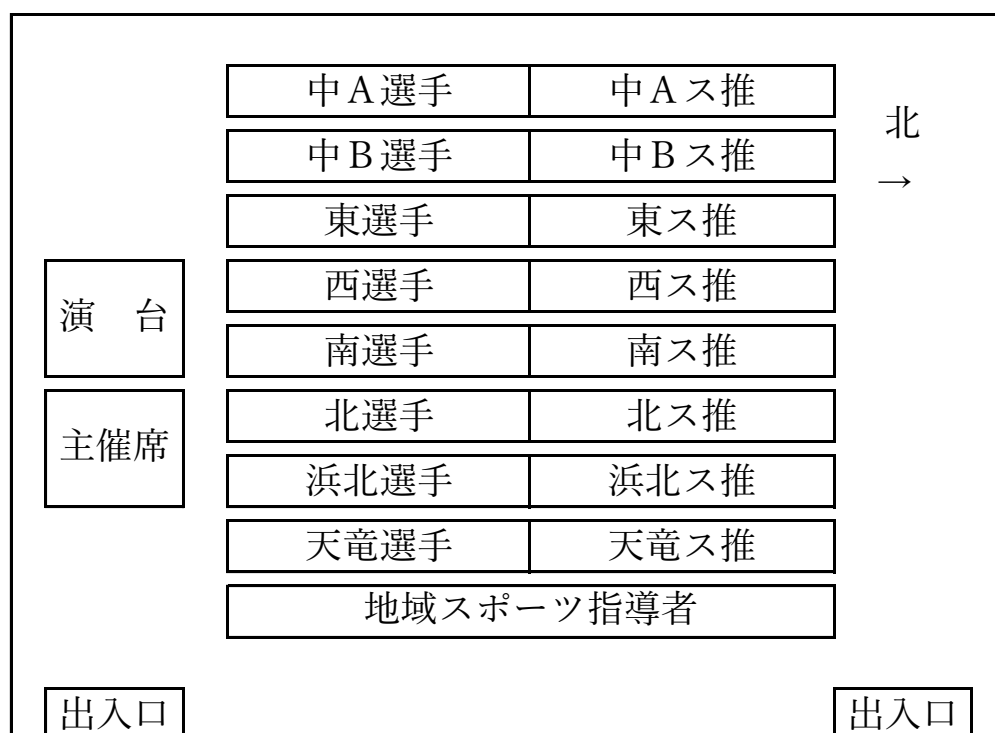 中Ａ選手 中Ａス推
北
→
中Ｂ選手 中Ｂス推
東選手 東ス推
演　台
西選手 西ス推
南選手 南ス推
主催席
北選手 北ス推
浜北選手 浜北ス推
天竜選手 天竜ス推
地域スポーツ指導者
出入口 出入口